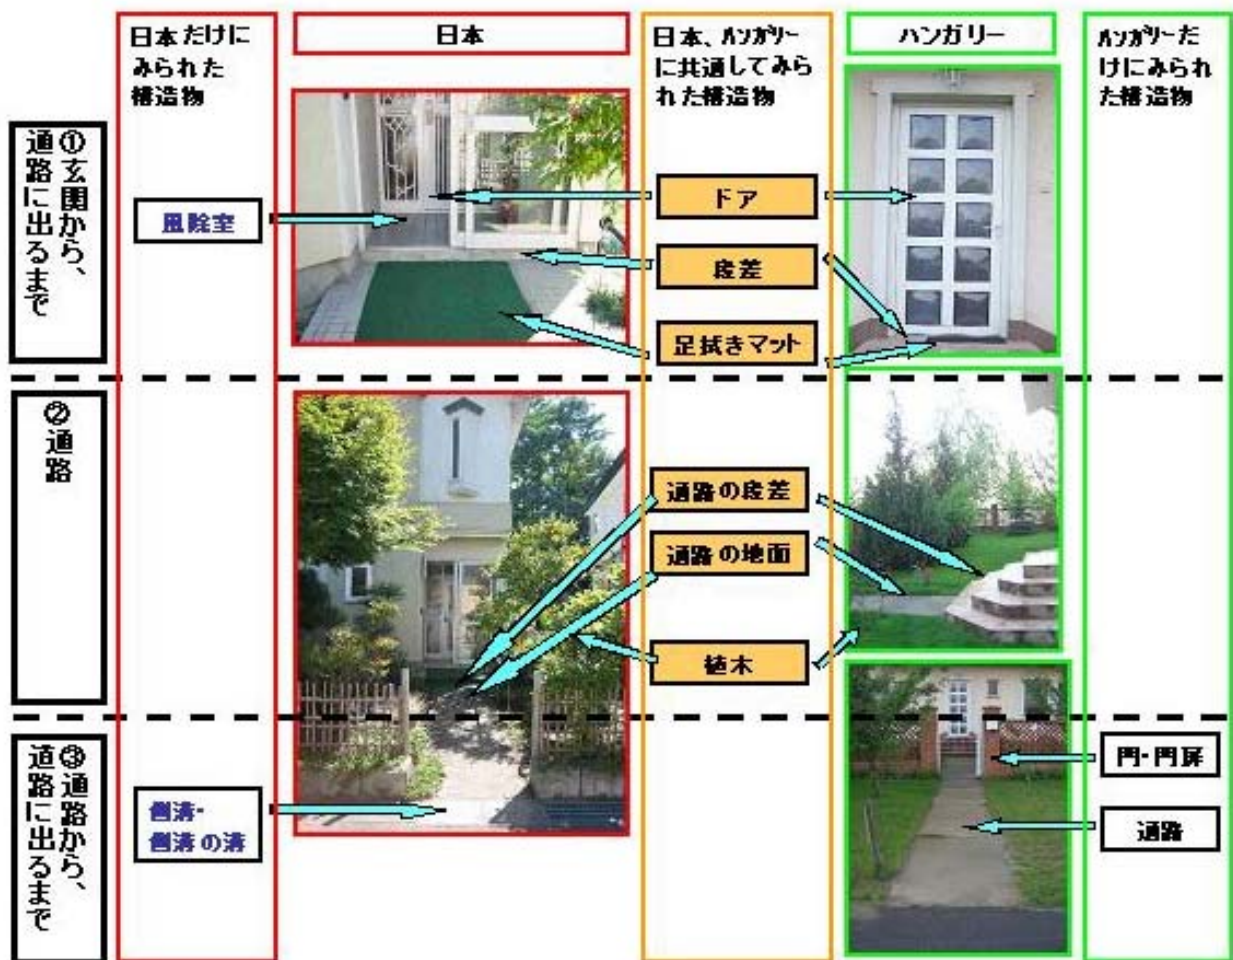 日本だけに
みられた
構造物
日本
日本、ハンガリー
に共通してみ
られた構造物
ハンガリー
ハンガリーだ
けにみられ
た構造物
①玄関から、
通路に出るまで
風除室
ドア
段差
足拭きマット
②通路
通路の段差
通路の地面
植木
③通路から、
道路に出るまで
側溝・
側溝の溝
門・門扉
通路